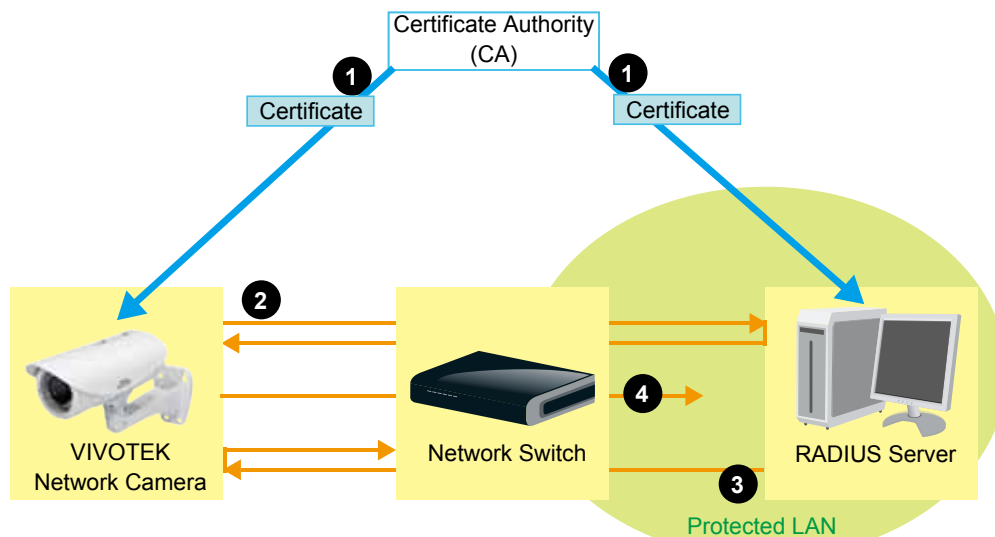 Certificate Authority
(CA)
1
1
Certificate
Certificate
2
4
VIVOTEK
Network Camera
Network Switch
RADIUS Server
3
Protected LAN